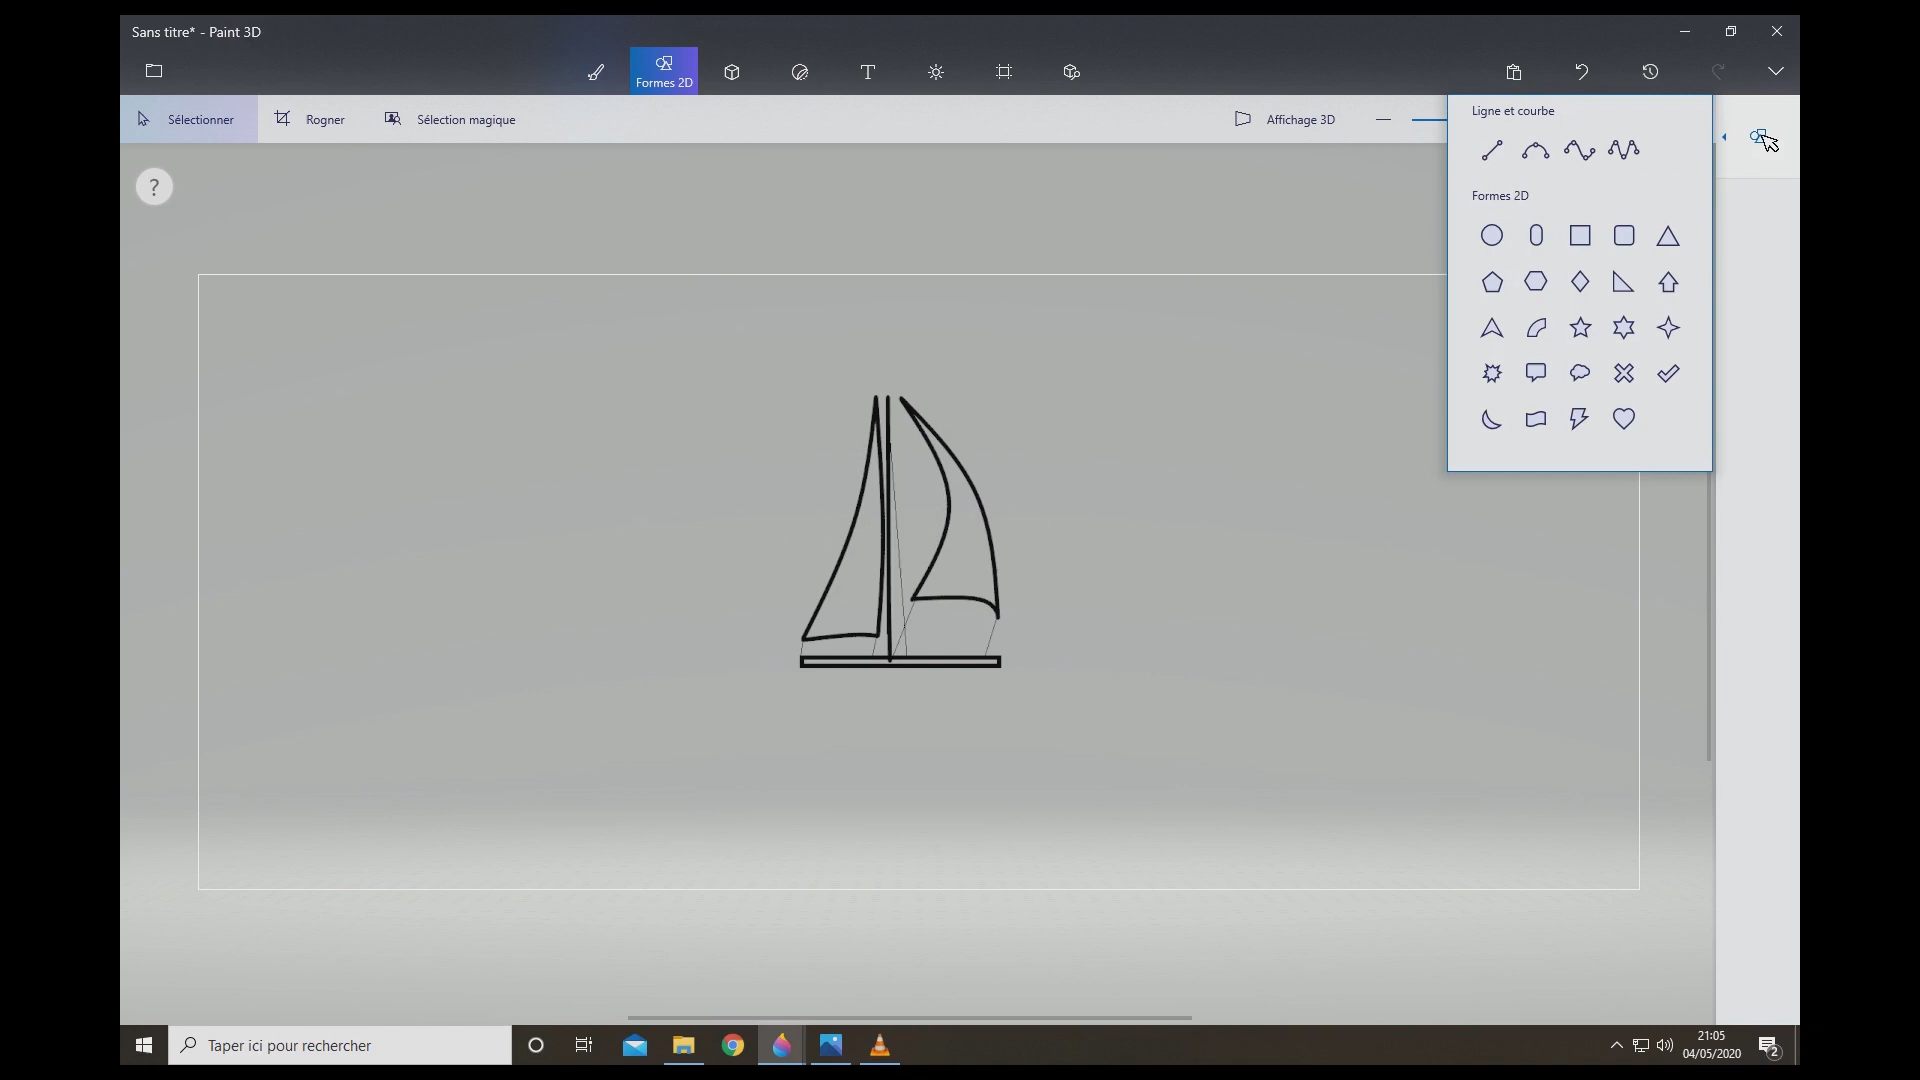 Sans titre* - Paint 3D
Formes 2D
Sélectionner
Rogner
Sélection magique
Affichage 3D
Ligne et courbe
Formes 2D
?
Taper ici pour rechercher
21:05
04/05/2020
2